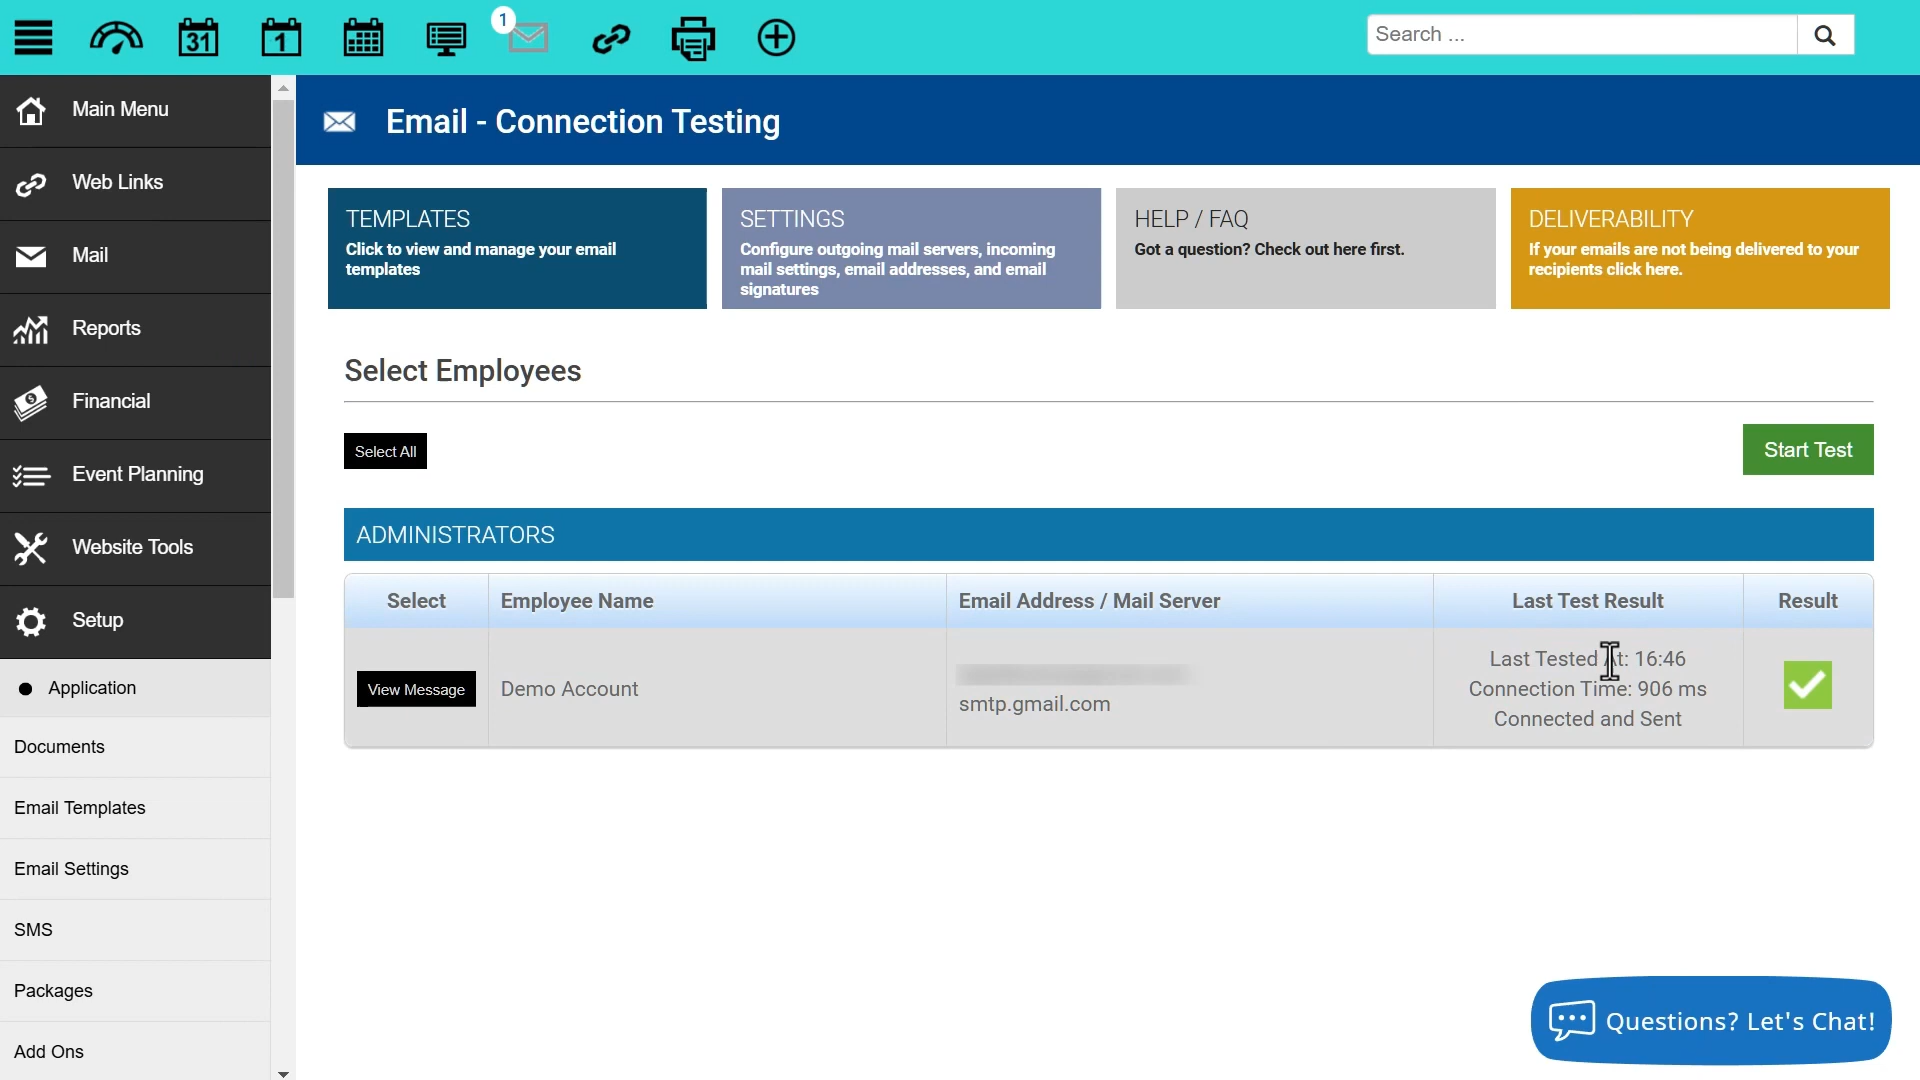 31
1
1
Search ...
Main Menu
Web Links
Mail
Reports
Financial
Event Planning
Website Tools
Setup
Application
Documents
Email Templates
Email Settings
SMS
Packages
Add Ons
Email - Connection Testing
TEMPLATES
Click to view and manage your email
templates
SETTINGS
Configure outgoing mail servers, incoming
mail settings, email addresses, and email
signatures
HELP / FAQ
Got a question? Check out here first.
DELIVERABILITY
If your emails are not being delivered to your
recipients click here.
Select Employees
Select All
Start Test
ADMINISTRATORS
Select Employee Name Email Address / Mail Server Last Test Result Result
View Message
Demo Account
smtp.gmail.com
Last Tested At: 16:46
Connection Time: 906 ms
Connected and Sent
Questions? Let's Chat!